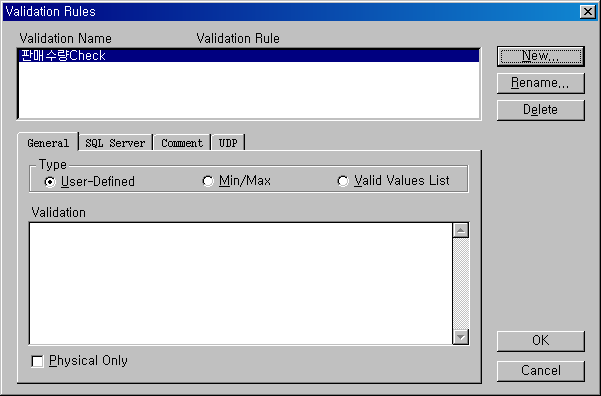 Validation Rules
Validation Name Validation Rule
판매수량Check
New...
Rename...
Delete
General SQL Server Comment UDP
Type
User-Defined Min/Max Valid Values List
Validation
Physical Only
OK
Cancel